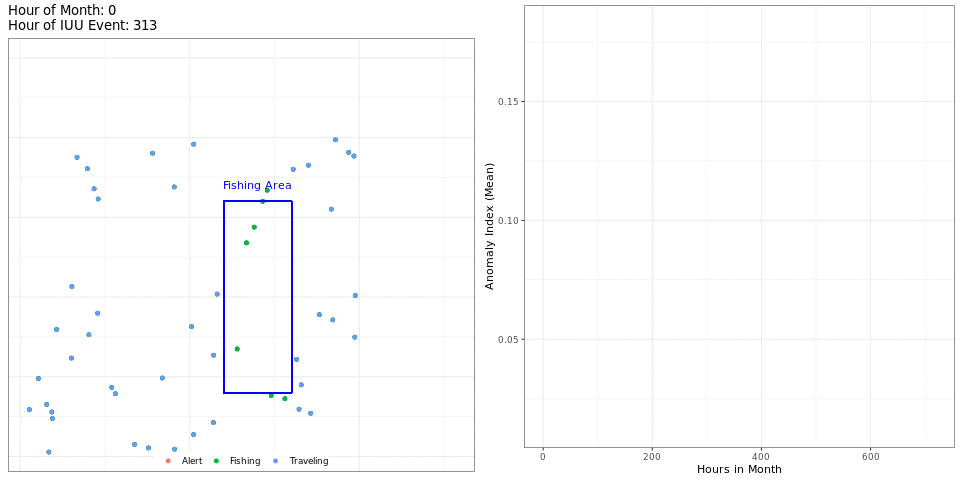 Hour of Month: 0
Hour of IUU Event: 313
Fishing Area
Alert Fishing Traveling
Anomaly Index (Mean)
0.15
0.10
0.05
0 200 400 600
Hours in Month